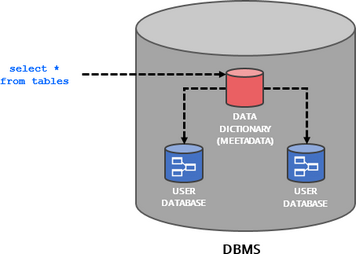 select *
from tables
DATA
DICTIONARY
(MEETADATA)
USER
DATABASE
USER
DATABASE
DBMS